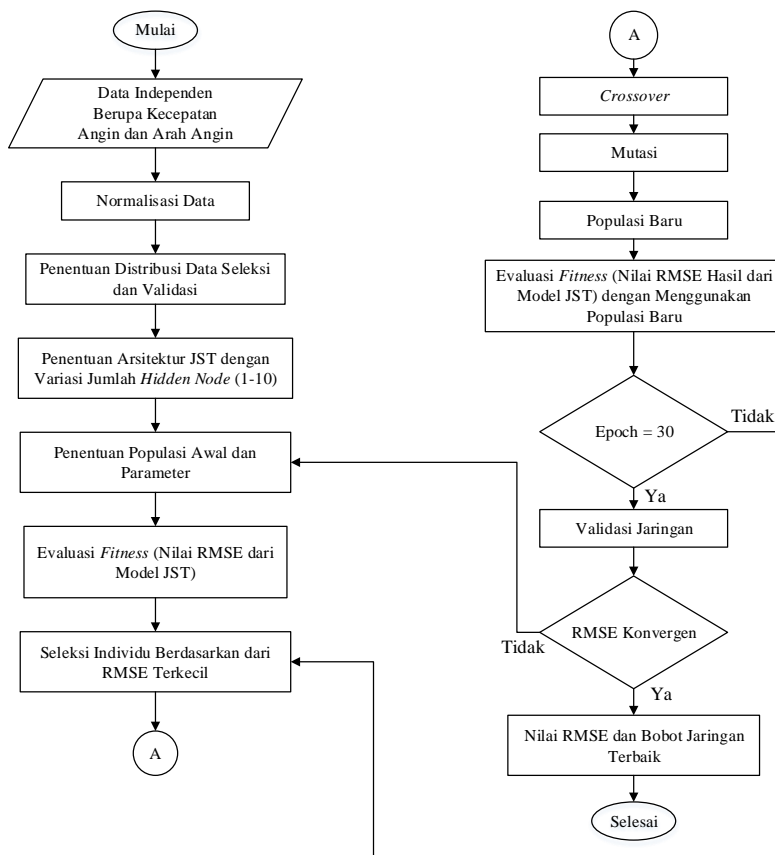 Mulai
Data Independen
Berupa Kecepatan
Angin dan Arah Angin
Normalisasi Data
Penentuan Distribusi Data Seleksi
dan Validasi
Penentuan Arsitektur JST dengan
Variasi Jumlah Hidden Node (1-10)
Penentuan Populasi Awal dan
Parameter
Evaluasi Fitness (Nilai RMSE dari
Model JST)
Seleksi Individu Berdasarkan dari
RMSE Terkecil
A
A
Crossover
Mutasi
Populasi Baru
Evaluasi Fitness (Nilai RMSE Hasil dari
Model JST) dengan Menggunakan
Populasi Baru
Epoch = 30
Tidak
Ya
Validasi Jaringan
RMSE Konvergen
Tidak
Ya
Nilai RMSE dan Bobot Jaringan
Terbaik
Selesai